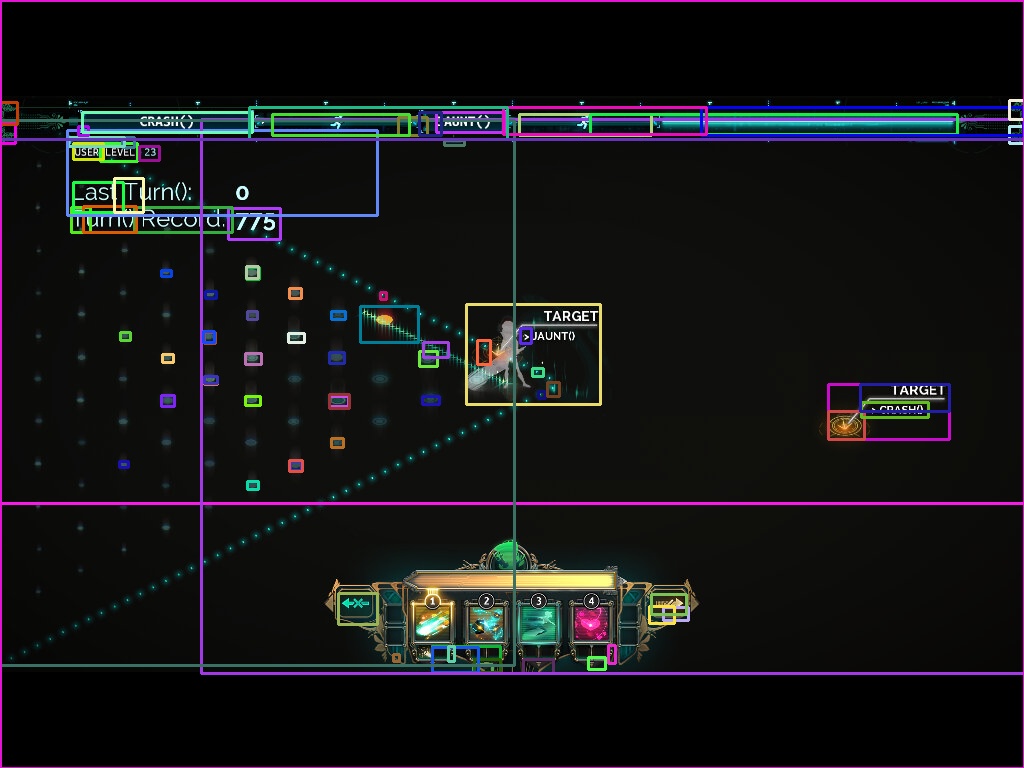 CRASH() JAUNT()
USER LEVEL 23
Last Turn(): 0
Turn() Record: 775
TARGET
> JAUNT()
TARGET
> CRASH()
1 2 3 4